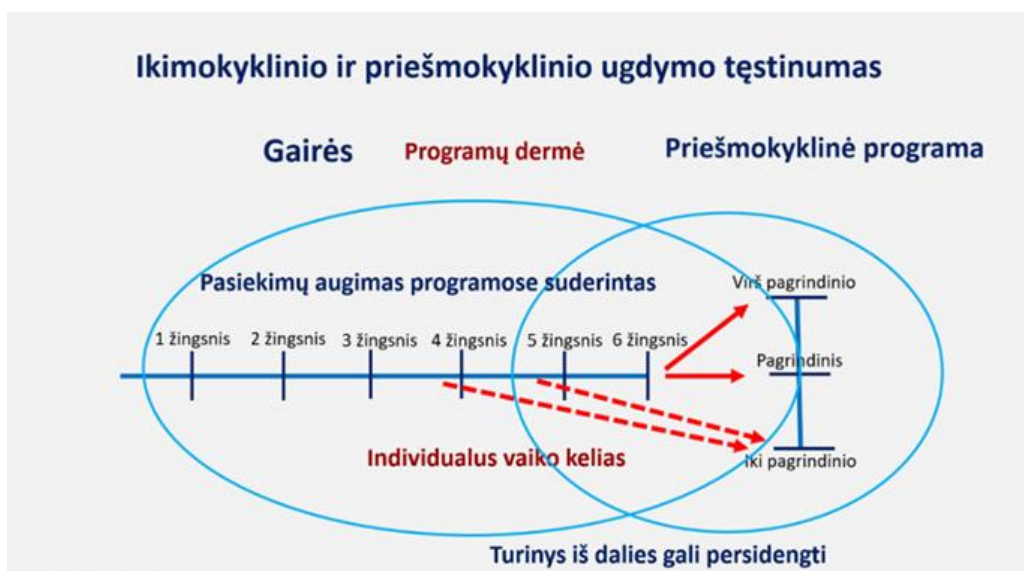 Ikimokyklinio ir priešmokyklinio ugdymo tęstinumas
Gairės
Programų dermė
Priešmokyklinė programa
Pasiekimų augimas programose suderintas
Virš pagrindinio
1 žingsnis
2 žingsnis
3 žingsnis
4 žingsnis
5 žingsnis
6 žingsnis
Pagrindinis
Individualus vaiko kelias
Iki pagrindinio
Turinys iš dalies gali persidengti